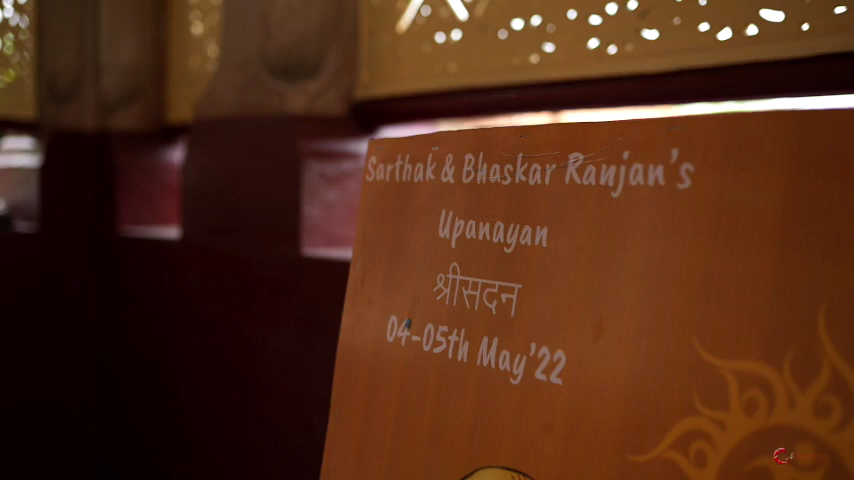 Sarthak & Bhaskar Ranjan's
Upanayan
श्रीसदन
04-05th May'22